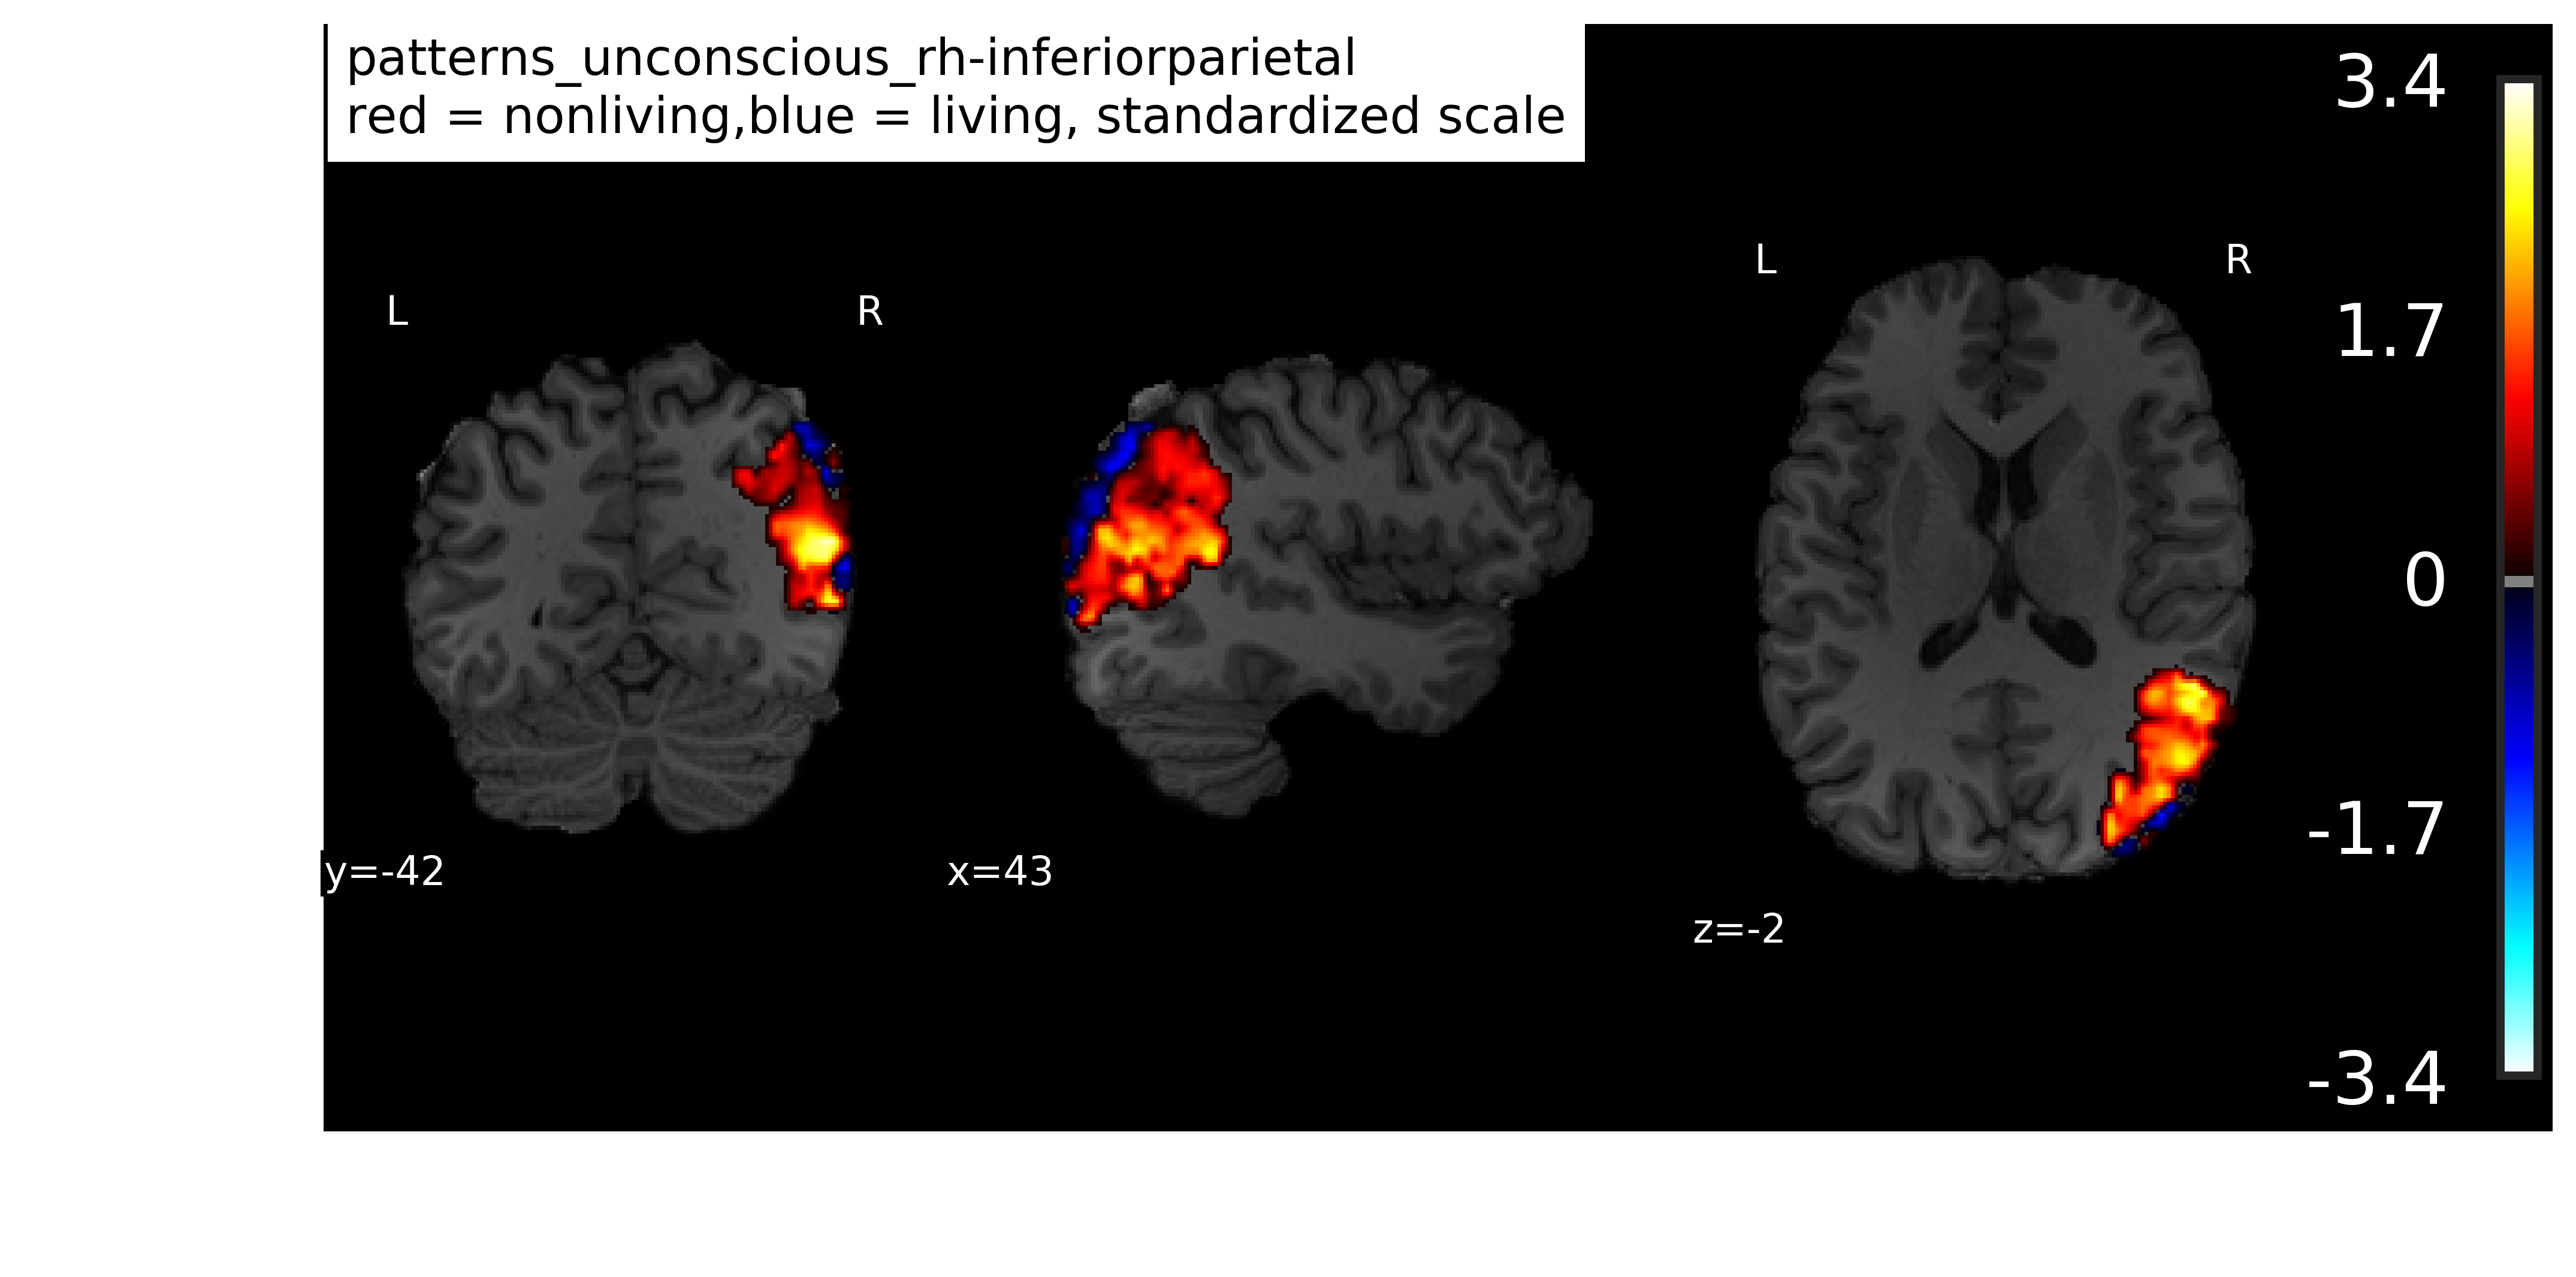 patterns_unconscious_rh-inferiorparietal
red = nonliving,blue = living, standardized scale
3.4
1.7
0
-1.7
-3.4
L
R
L
R
y=-42
x=43
z=-2